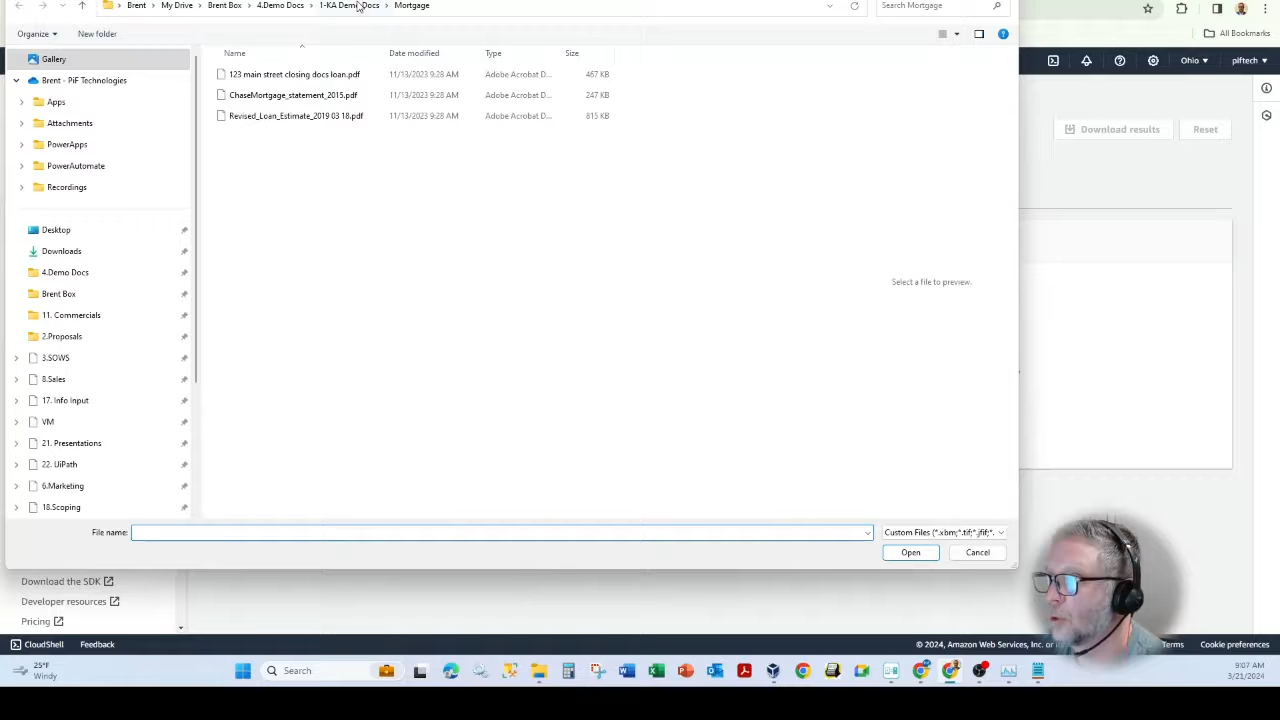 Brent › My Drive › Brent Box › 4.Demo Docs › 1-KA Demo Docs › Mortgage
Search Mortgage
Organize
New folder
All Bookmarks
Gallery
Name
Date modified
Type
Size
Ohio
piftech
123 main street closing docs loan.pdf
11/13/2023 9:28 AM
Adobe Acrobat D...
467 KB
Brent - PiF Technologies
ChaseMortgage_statement_2015.pdf
11/13/2023 9:28 AM
Adobe Acrobat D...
247 KB
Apps
Revised_Loan_Estimate_2019 03 18.pdf
11/13/2023 9:28 AM
Adobe Acrobat D...
815 KB
Attachments
Download results
Reset
PowerApps
PowerAutomate
Recordings
Desktop
Downloads
4.Demo Docs
Select a file to preview.
Brent Box
11. Commercials
2.Proposals
3.SOWS
8.Sales
17. Info Input
VM
21. Presentations
22. UiPath
6.Marketing
18.Scoping
File name:
Custom Files (*.xbm;*.tif;*.jfif;*.
Open
Cancel
Download the SDK
Developer resources
Pricing
CloudShell
Feedback
© 2024, Amazon Web Services, Inc. or
Terms
Cookie preferences
25°F
Windy
Search
9:07 AM
3/21/2024